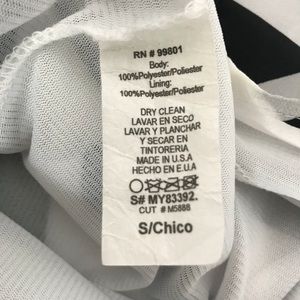 RN # 99801
Body:
100%Polyester/Poliester
Lining:
100%Polyester/Poliester
DRY CLEAN
LAVAR EN SECO
LAVAR Y PLANCHAR
Y SECAR EN
TINTORERIA
MADE IN U.S.A
HECHO EN E.U.A
S# MY83392.
CUT # M5888
S/Chico